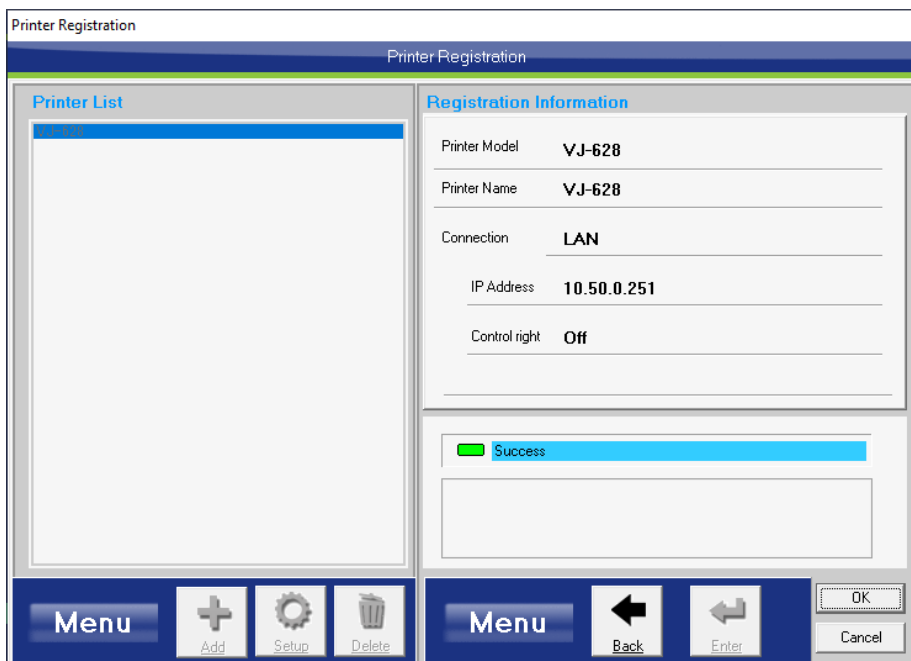 Printer Registration
Printer Registration
Printer List
VJ-628
Registration Information
Printer Model VJ-628
Printer Name VJ-628
Connection LAN
IP Address 10.50.0.251
Control right Off
Success
Menu
Add
Setup
Delete
Menu
Back
Enter
OK
Cancel